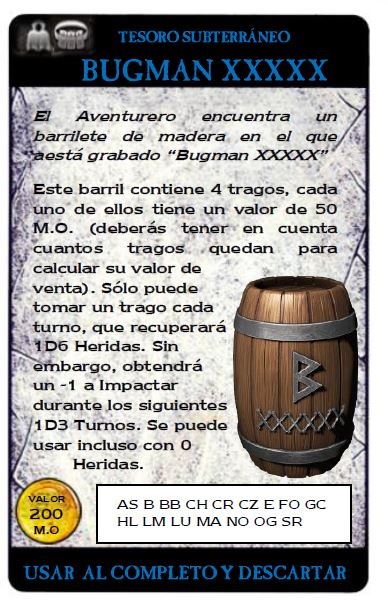 TESORO SUBTERRÁNEO
BUGMAN XXXXX
El Aventurero encuentra un
barrilete de madera en el que
aestá grabado “Bugman XXXXX”
Este barril contiene 4 tragos, cada
uno de ellos tiene un valor de 50
M.O. (deberás tener en cuenta
cuantos tragos quedan para
calcular su valor de
venta). Sólo puede
tomar un trago cada
turno, que recuperará
1D6 Heridas. Sin
embargo, obtendrá
un -1 a Impactar
durante los siguientes
1D3 Turnos. Se puede
usar incluso con 0
Heridas.
B
XXXXXX
VALOR
200
M.O
AS B BB CH CR CZ E FO GC
HL LM LU MA NO OG SR
USAR AL COMPLETO Y DESCARTAR